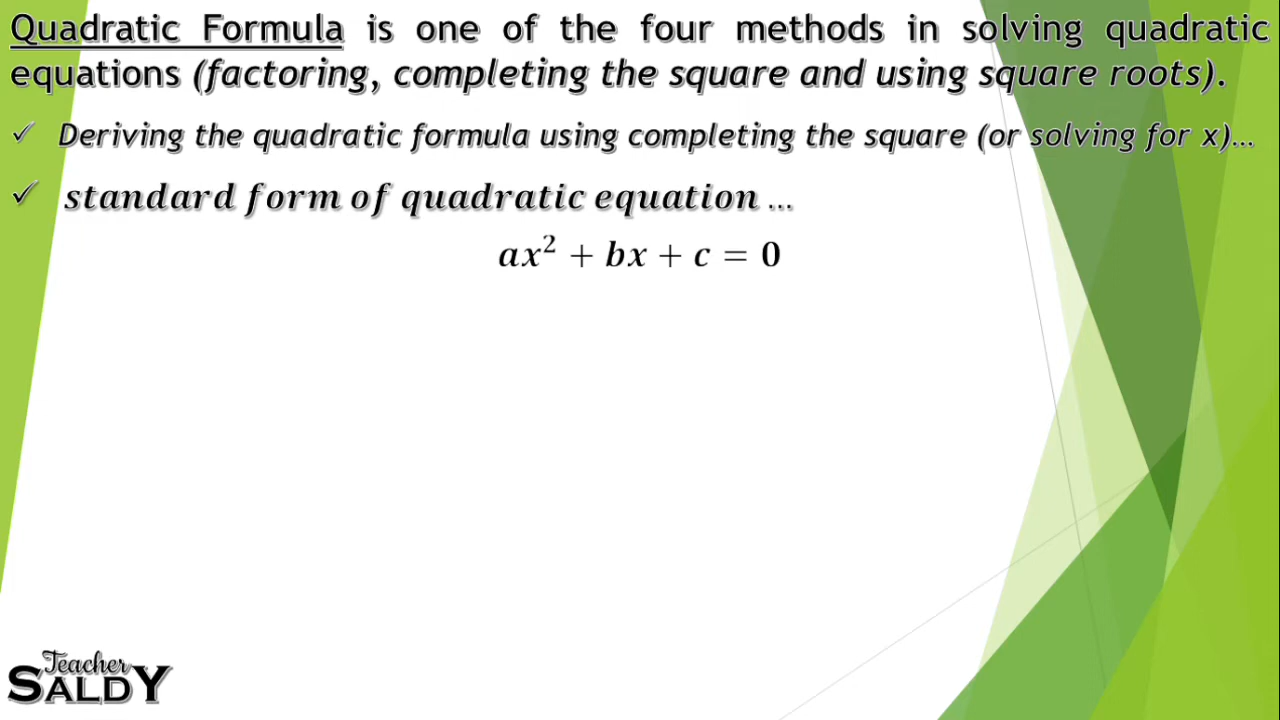 Quadratic Formula is one of the four methods in solving quadratic
equations (factoring, completing the square and using square roots).
✓ Deriving the quadratic formula using completing the square (or solving for x)...
✓ standard form of quadratic equation ...
ax² + bx + c = 0
Teacher
SALDY